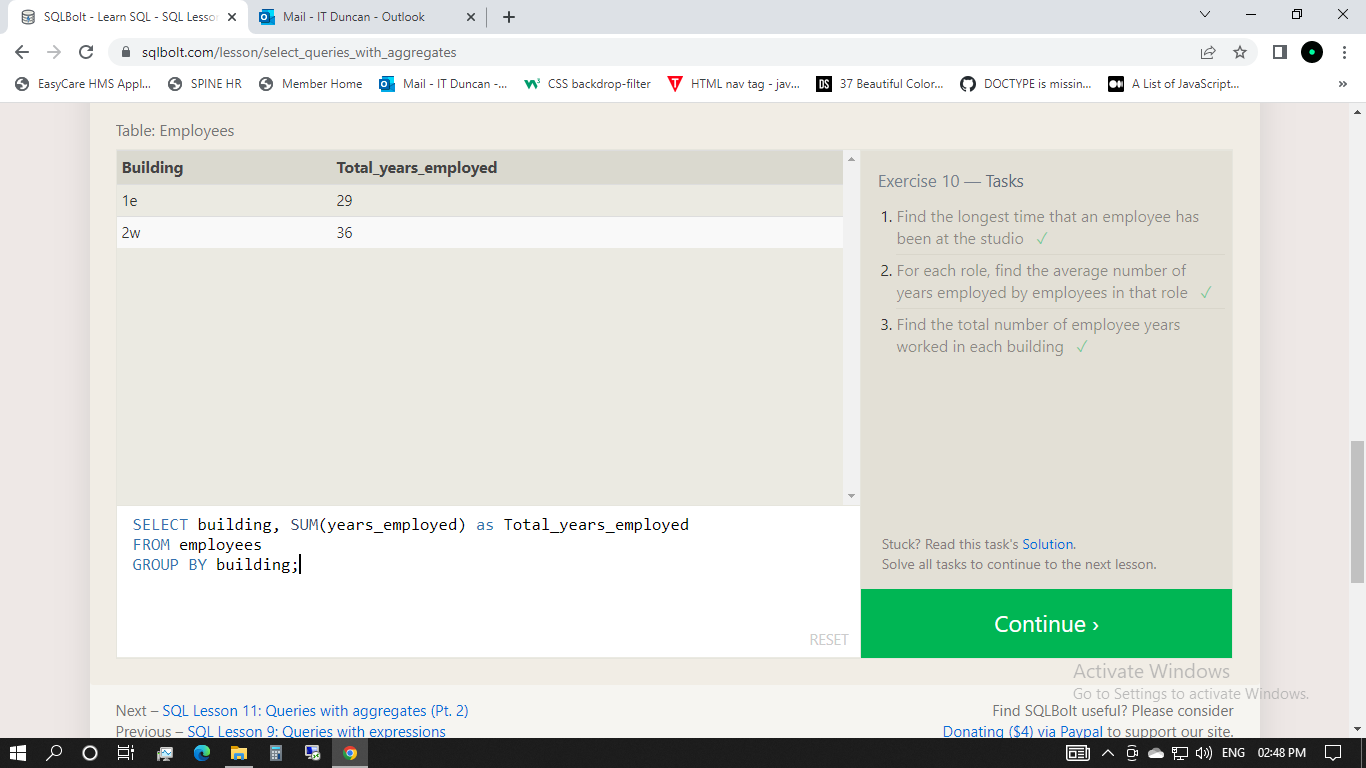 SQLBolt - Learn SQL - SQL Lesson
Mail - IT Duncan - Outlook
sqlbolt.com/lesson/select_queries_with_aggregates
EasyCare HMS Appl... SPINE HR Member Home Mail - IT Duncan -... CSS backdrop-filter HTML nav tag - jav... DS 37 Beautiful Color... DOCTYPE is missin... A List of JavaScript... »
Table: Employees
Building Total_years_employed
1e 29
2w 36
Exercise 10 — Tasks
1. Find the longest time that an employee has
been at the studio ✓
2. For each role, find the average number of
years employed by employees in that role ✓
3. Find the total number of employee years
worked in each building ✓
SELECT building, SUM(years_employed) as Total_years_employed
FROM employees
GROUP BY building;
RESET
Stuck? Read this task's Solution.
Solve all tasks to continue to the next lesson.
Continue ›
Activate Windows
Go to Settings to activate Windows.
Next – SQL Lesson 11: Queries with aggregates (Pt. 2)
Previous – SQL Lesson 9: Queries with expressions
Find SQLBolt useful? Please consider
Donating ($4) via Paypal to support our site.
ENG 02:48 PM